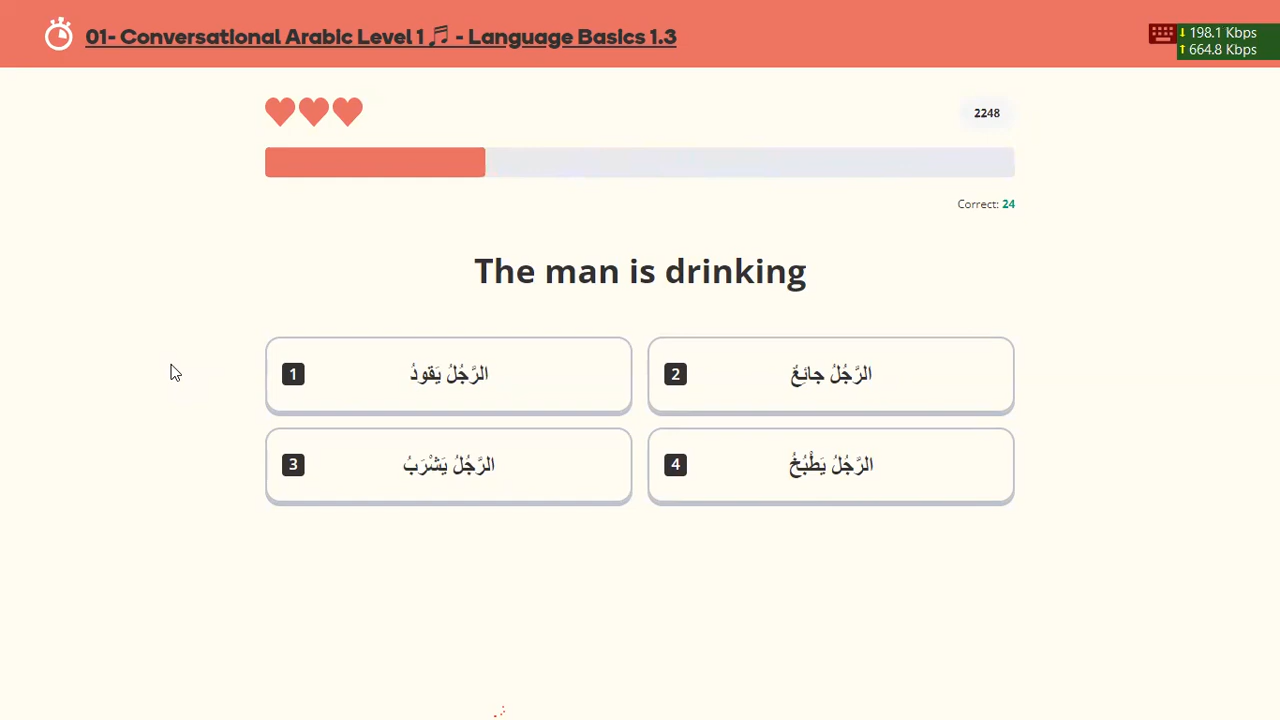 01- Conversational Arabic Level 1🎵 - Language Basics 1.3
↓ 198.1 Kbps
↑ 664.8 Kbps
2248
Correct: 24
The man is drinking
1 الرَّجُلُ يَقودُ
2 الرَّجُلُ جائِعٌ
3 الرَّجُلُ يَشْرَبُ
4 الرَّجُلُ يَطْبُخُ